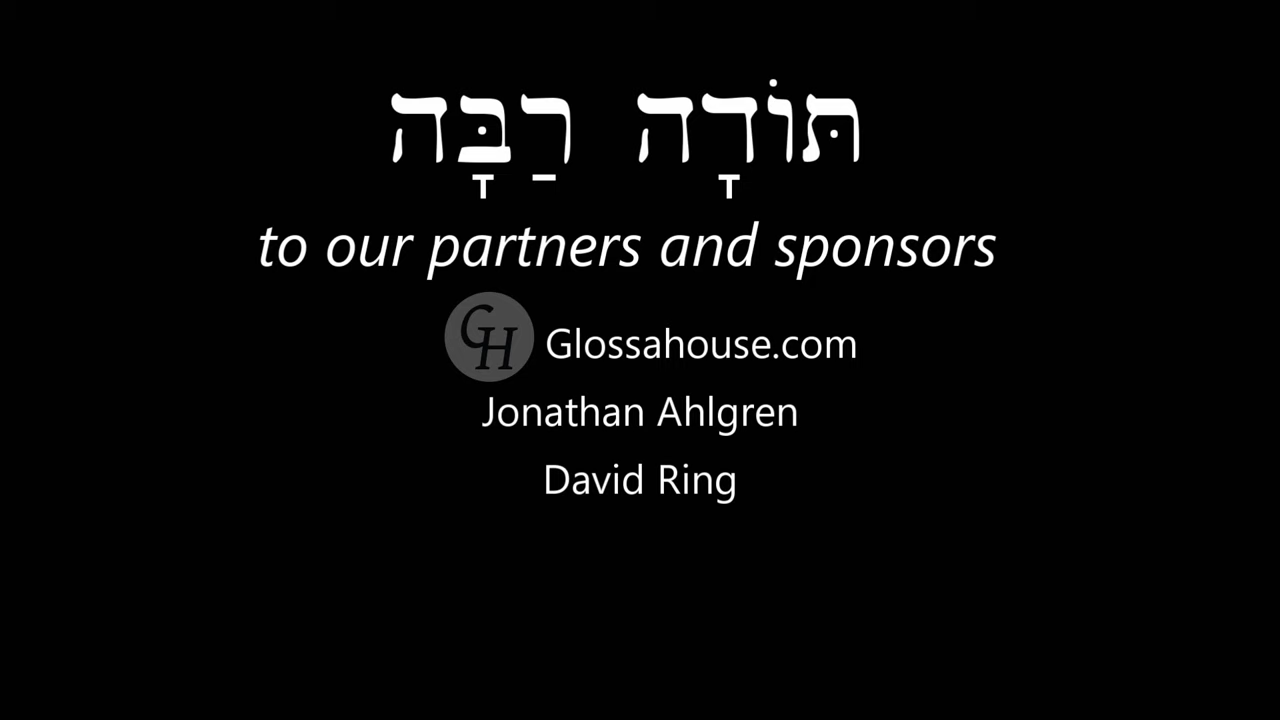 תּוֹדָה רַבָּה
to our partners and sponsors
GH Glossahouse.com
Jonathan Ahlgren
David Ring